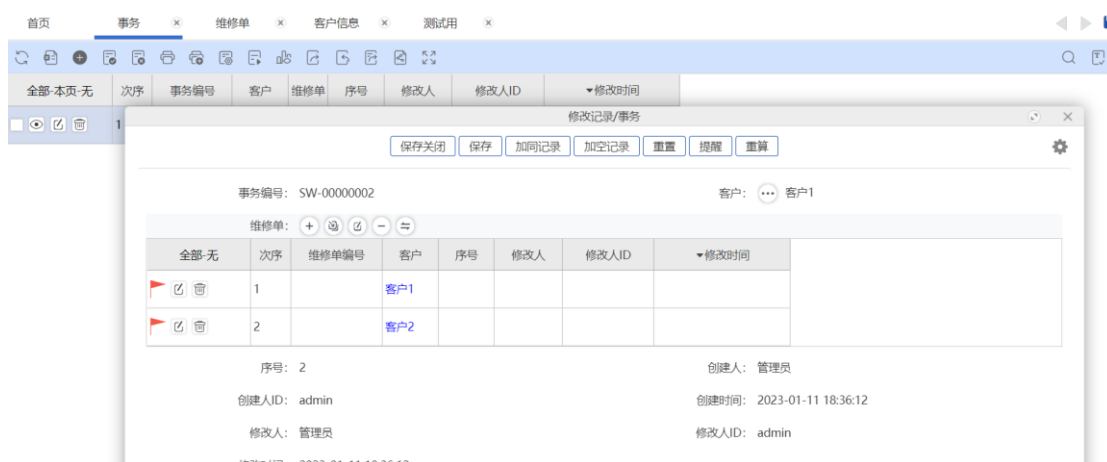 首页 事务 × 维修单 × 客户信息 × 测试用 ×
全部-本页-无 次序 事务编号 客户 维修单 序号 修改人 修改人ID ▾修改时间
1
修改记录/事务
保存关闭 保存 加同记录 加空记录 重置 提醒 重算
事务编号: SW-00000002 客户: 客户1
维修单:
全部-无 次序 维修单编号 客户 序号 修改人 修改人ID ▾修改时间
1 客户1
2 客户2
序号: 2 创建人: 管理员
创建人ID: admin 创建时间: 2023-01-11 18:36:12
修改人: 管理员 修改人ID: admin